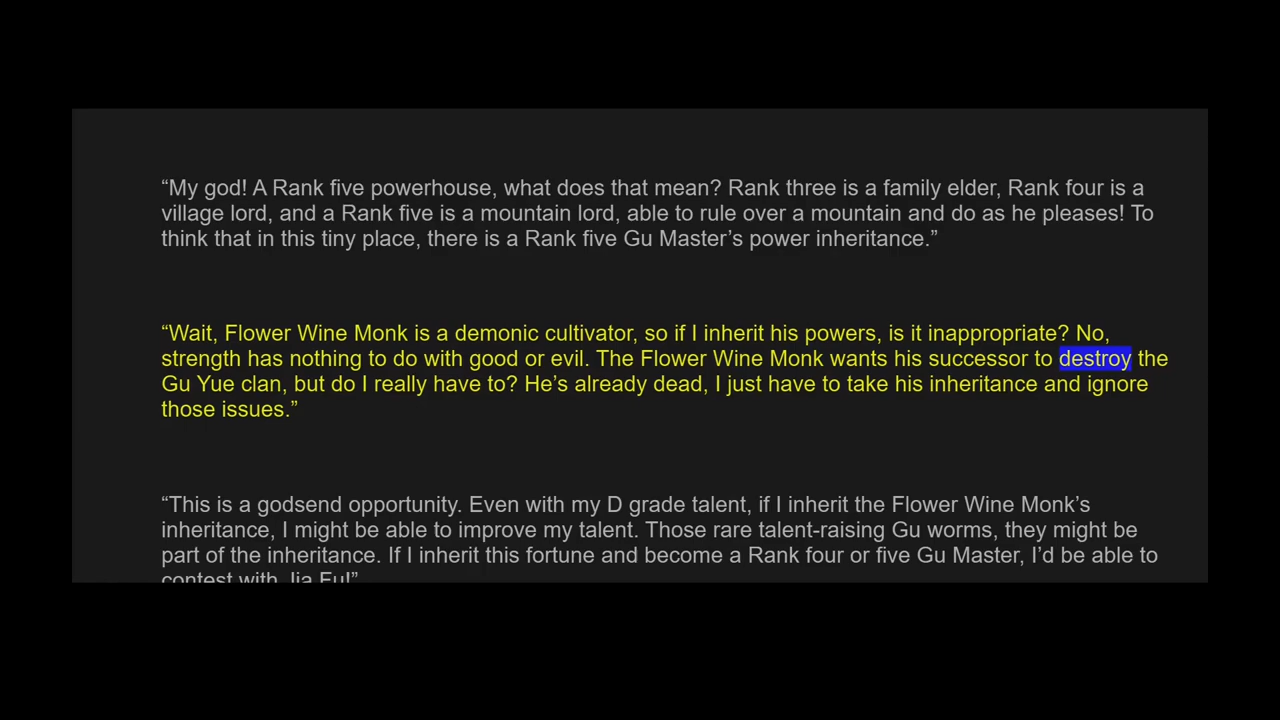 “My god! A Rank five powerhouse, what does that mean? Rank three is a family elder, Rank four is a
village lord, and a Rank five is a mountain lord, able to rule over a mountain and do as he pleases! To
think that in this tiny place, there is a Rank five Gu Master’s power inheritance.”
“Wait, Flower Wine Monk is a demonic cultivator, so if I inherit his powers, is it inappropriate? No,
strength has nothing to do with good or evil. The Flower Wine Monk wants his successor to destroy the
Gu Yue clan, but do I really have to? He’s already dead, I just have to take his inheritance and ignore
those issues.”
“This is a godsend opportunity. Even with my D grade talent, if I inherit the Flower Wine Monk’s
inheritance, I might be able to improve my talent. Those rare talent-raising Gu worms, they might be
part of the inheritance. If I inherit this fortune and become a Rank four or five Gu Master, I’d be able to
contest with Jia Fu!”